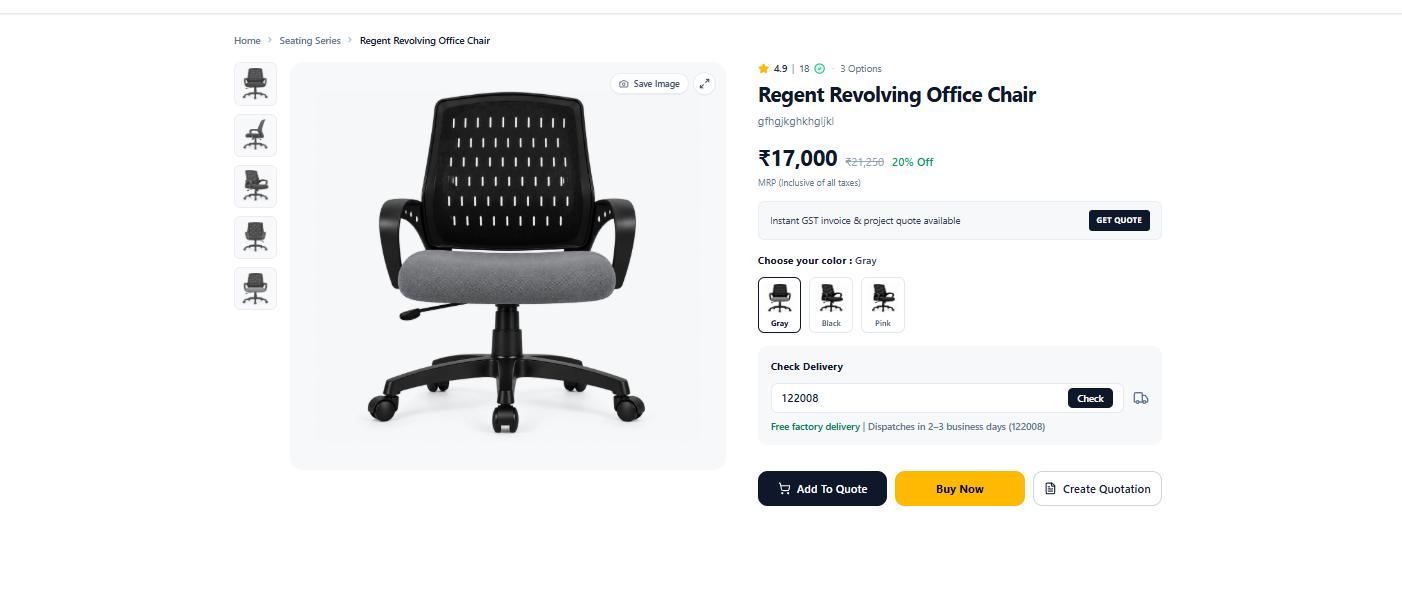 Home > Seating Series > Regent Revolving Office Chair
Save Image
4.9 | 18 · 3 Options
Regent Revolving Office Chair
gfhgjkghkhgljkl
₹17,000 ₹21,250 20% Off
MRP (Inclusive of all taxes)
Instant GST invoice & project quote available GET QUOTE
Choose your color : Gray
Gray Black Pink
Check Delivery
122008 Check
Free factory delivery | Dispatches in 2–3 business days (122008)
Add To Quote Buy Now Create Quotation